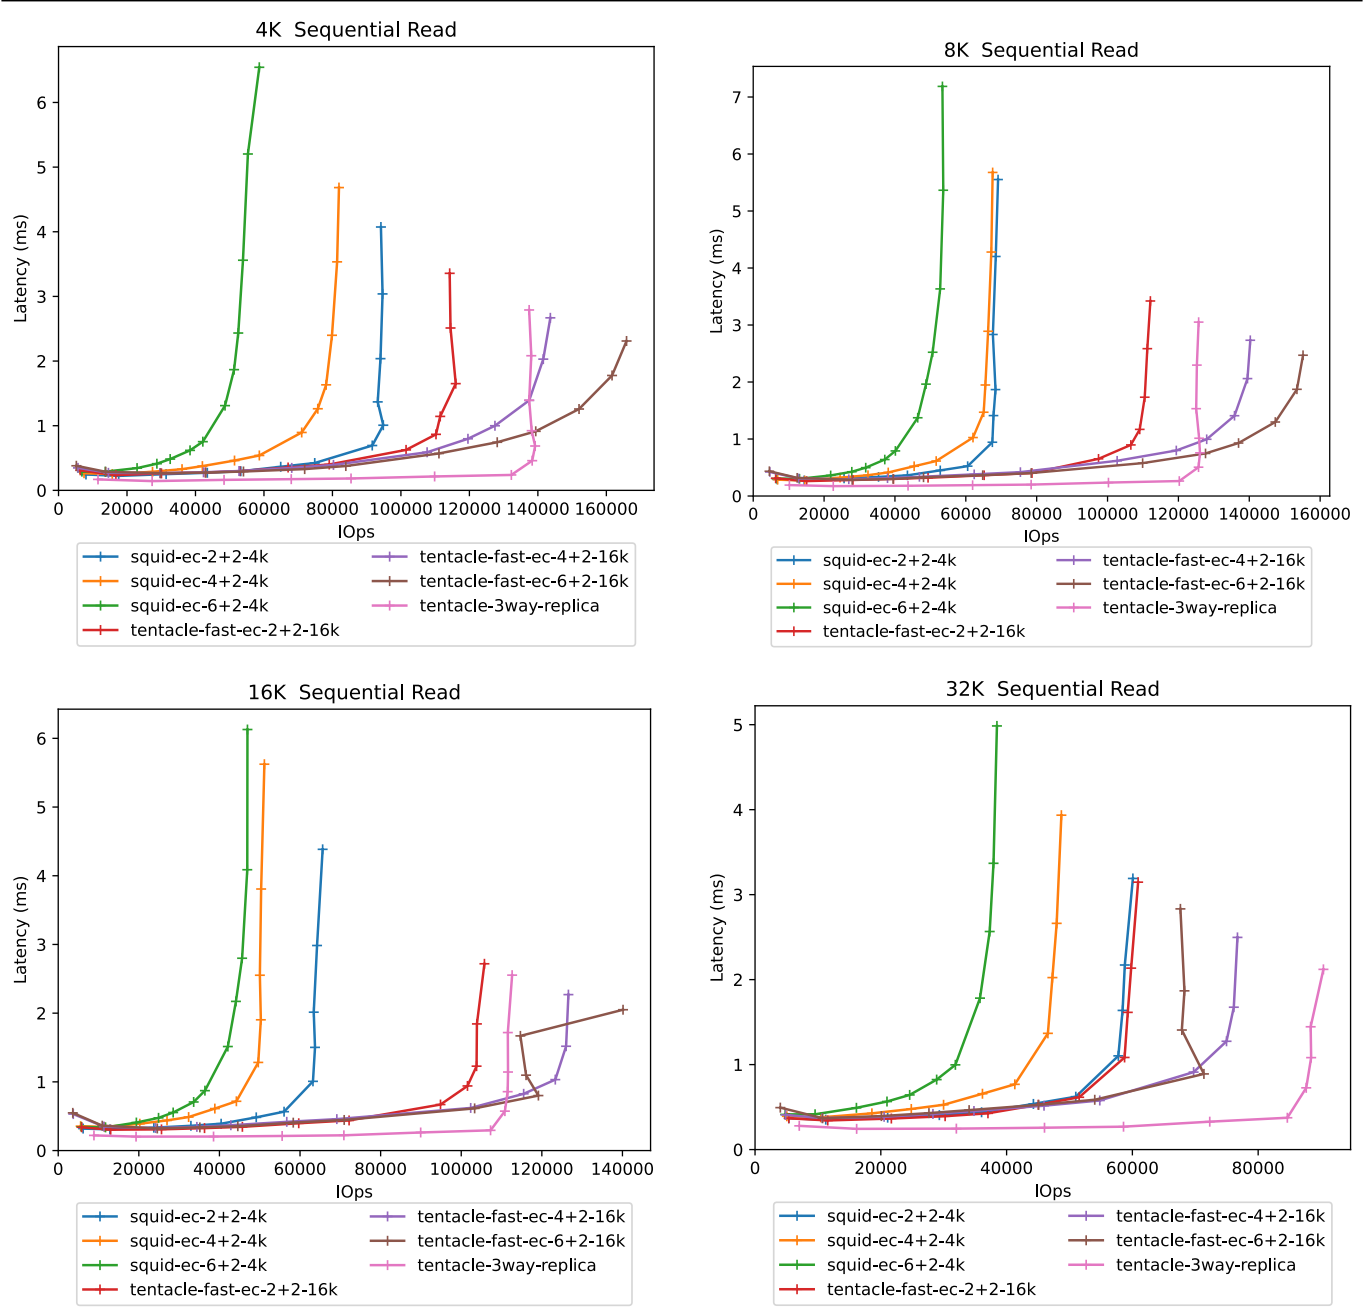 4K  Sequential Read
Latency (ms)
6
5
4
3
2
1
0
0 20000 40000 60000 80000 100000 120000 140000 160000
IOps
squid-ec-2+2-4k
squid-ec-4+2-4k
squid-ec-6+2-4k
tentacle-fast-ec-2+2-16k
tentacle-fast-ec-4+2-16k
tentacle-fast-ec-6+2-16k
tentacle-3way-replica
8K  Sequential Read
Latency (ms)
7
6
5
4
3
2
1
0
0 20000 40000 60000 80000 100000 120000 140000 160000
IOps
squid-ec-2+2-4k
squid-ec-4+2-4k
squid-ec-6+2-4k
tentacle-fast-ec-2+2-16k
tentacle-fast-ec-4+2-16k
tentacle-fast-ec-6+2-16k
tentacle-3way-replica
16K  Sequential Read
Latency (ms)
6
5
4
3
2
1
0
0 20000 40000 60000 80000 100000 120000 140000
IOps
squid-ec-2+2-4k
squid-ec-4+2-4k
squid-ec-6+2-4k
tentacle-fast-ec-2+2-16k
tentacle-fast-ec-4+2-16k
tentacle-fast-ec-6+2-16k
tentacle-3way-replica
32K  Sequential Read
Latency (ms)
5
4
3
2
1
0
0 20000 40000 60000 80000
IOps
squid-ec-2+2-4k
squid-ec-4+2-4k
squid-ec-6+2-4k
tentacle-fast-ec-2+2-16k
tentacle-fast-ec-4+2-16k
tentacle-fast-ec-6+2-16k
tentacle-3way-replica